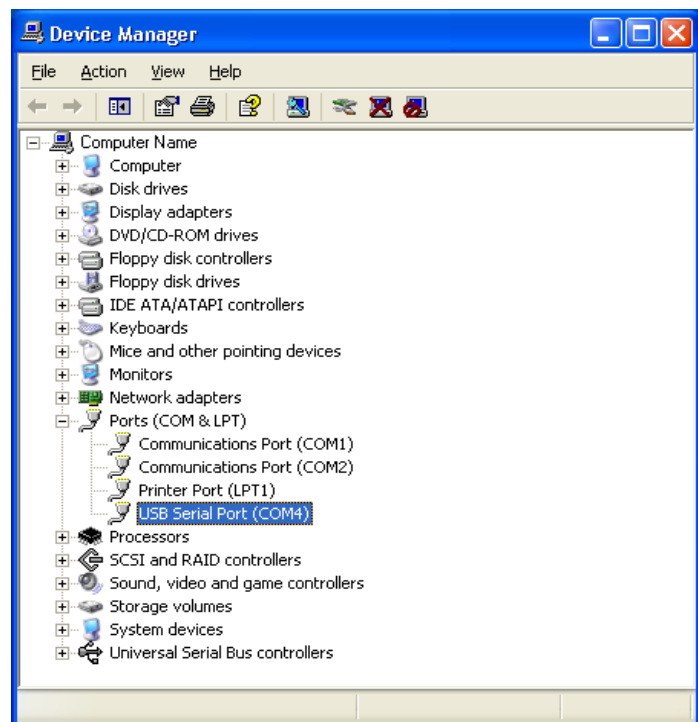 Device Manager
File Action View Help
Computer Name
Computer
Disk drives
Display adapters
DVD/CD-ROM drives
Floppy disk controllers
Floppy disk drives
IDE ATA/ATAPI controllers
Keyboards
Mice and other pointing devices
Monitors
Network adapters
Ports (COM & LPT)
Communications Port (COM1)
Communications Port (COM2)
Printer Port (LPT1)
USB Serial Port (COM4)
Processors
SCSI and RAID controllers
Sound, video and game controllers
Storage volumes
System devices
Universal Serial Bus controllers